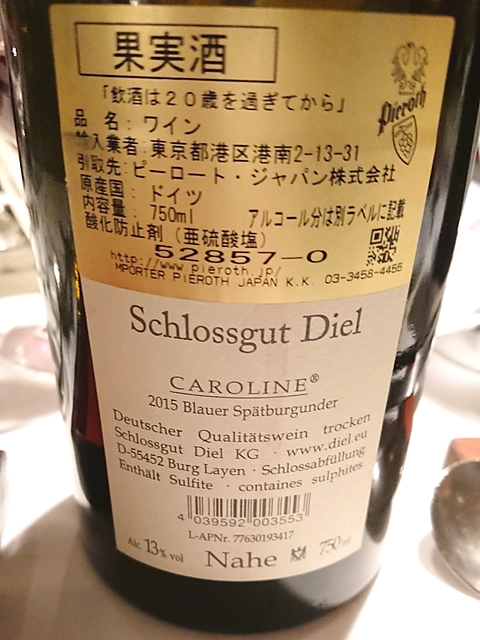 果実酒
「飲酒は20歳を過ぎてから」
Pieroth
品 名: ワイン
輸入業者:東京都港区港南2-13-31
引取先:ピーロート・ジャパン株式会社
原産国: ドイツ
内容量: 750ml アルコール分は別ラベルに記載
酸化防止剤(亜硫酸塩)
52857-0
http://www.pieroth.jp/
IMPORTER PIEROTH JAPAN K.K. 03-3458-4455
Schlossgut Diel
CAROLINE®
2015 Blauer Spätburgunder
Deutscher Qualitätswein trocken
Schlossgut Diel KG · www.diel.eu
D-55452 Burg Layen · Schlossabfüllung
Enthält Sulfite · containes sulphites
4 039592 003553
L-APNr. 77630193417
Alc. 13% vol Nahe 750 ml